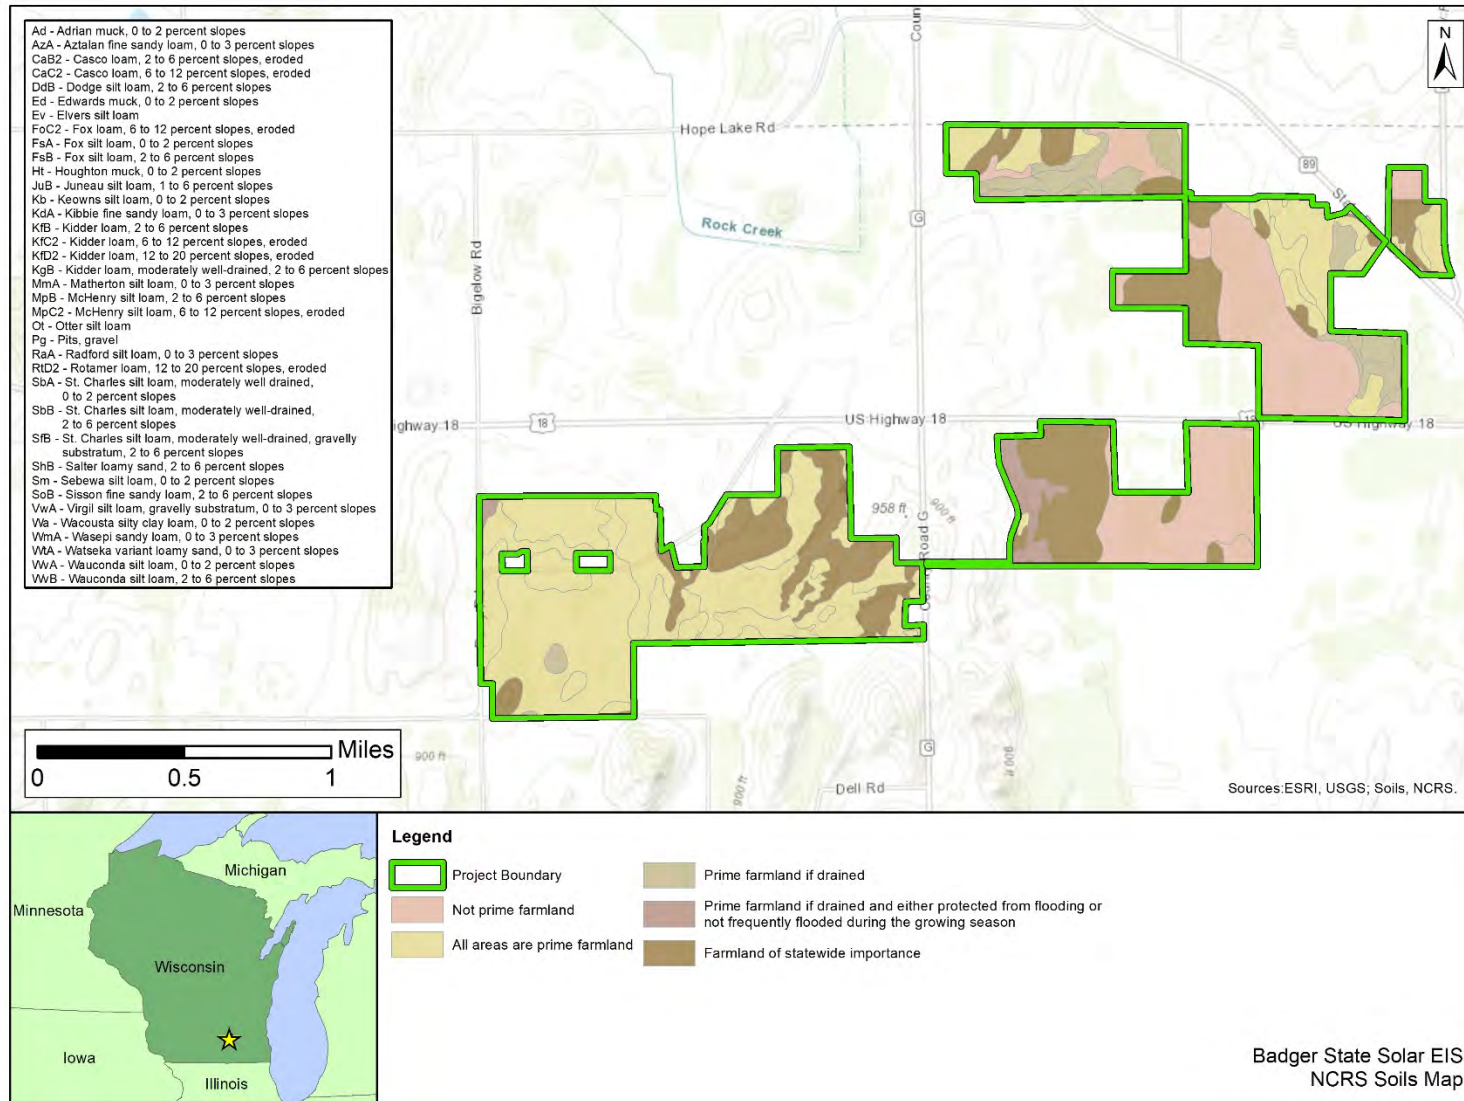 Ad - Adrian muck, 0 to 2 percent slopes
AzA - Aztalan fine sandy loam, 0 to 3 percent slopes
CaB2 - Casco loam, 2 to 6 percent slopes, eroded
CaC2 - Casco loam, 6 to 12 percent slopes, eroded
DdB - Dodge silt loam, 2 to 6 percent slopes
Ed - Edwards muck, 0 to 2 percent slopes
Ev - Elvers silt loam
FoC2 - Fox loam, 6 to 12 percent slopes, eroded
FsA - Fox silt loam, 0 to 2 percent slopes
FsB - Fox silt loam, 2 to 6 percent slopes
Ht - Houghton muck, 0 to 2 percent slopes
JuB - Juneau silt loam, 1 to 6 percent slopes
Kb - Keowns silt loam, 0 to 2 percent slopes
KdA - Kibbie fine sandy loam, 0 to 3 percent slopes
KfB - Kidder loam, 2 to 6 percent slopes
KfC2 - Kidder loam, 6 to 12 percent slopes, eroded
KfD2 - Kidder loam, 12 to 20 percent slopes, eroded
KgB - Kidder loam, moderately well-drained, 2 to 6 percent slopes
MmA - Matherton silt loam, 0 to 3 percent slopes
MpB - McHenry silt loam, 2 to 6 percent slopes
MpC2 - McHenry silt loam, 6 to 12 percent slopes, eroded
Ot - Otter silt loam
Pg - Pits, gravel
RaA - Radford silt loam, 0 to 3 percent slopes
RtD2 - Rotamer loam, 12 to 20 percent slopes, eroded
SbA - St. Charles silt loam, moderately well drained,
0 to 2 percent slopes
SbB - St. Charles silt loam, moderately well-drained,
2 to 6 percent slopes
SfB - St. Charles silt loam, moderately well-drained, gravelly
substratum, 2 to 6 percent slopes
ShB - Salter loamy sand, 2 to 6 percent slopes
Sm - Sebewa silt loam, 0 to 2 percent slopes
SoB - Sisson fine sandy loam, 2 to 6 percent slopes
VwA - Virgil silt loam, gravelly substratum, 0 to 3 percent slopes
Wa - Wacousta silty clay loam, 0 to 2 percent slopes
WmA - Wasepi sandy loam, 0 to 3 percent slopes
WtA - Watseka variant loamy sand, 0 to 3 percent slopes
WvA - Wauconda silt loam, 0 to 2 percent slopes
WvB - Wauconda silt loam, 2 to 6 percent slopes
N
Coun
Hope Lake Rd
89
G
Rock Creek
Bigelow Rd
ighway 18
18
US Highway 18
18
US Highway 18
958 ft
900 ft
County Road G
G
900 ft
900 ft
900 ft
Dell Rd
Miles
0 0.5 1
Sources:ESRI, USGS; Soils, NCRS.
Michigan
Minnesota
Wisconsin
Iowa
Illinois
Legend
Project Boundary
Not prime farmland
All areas are prime farmland
Prime farmland if drained
Prime farmland if drained and either protected from flooding or
not frequently flooded during the growing season
Farmland of statewide importance
Badger State Solar EIS
NCRS Soils Map